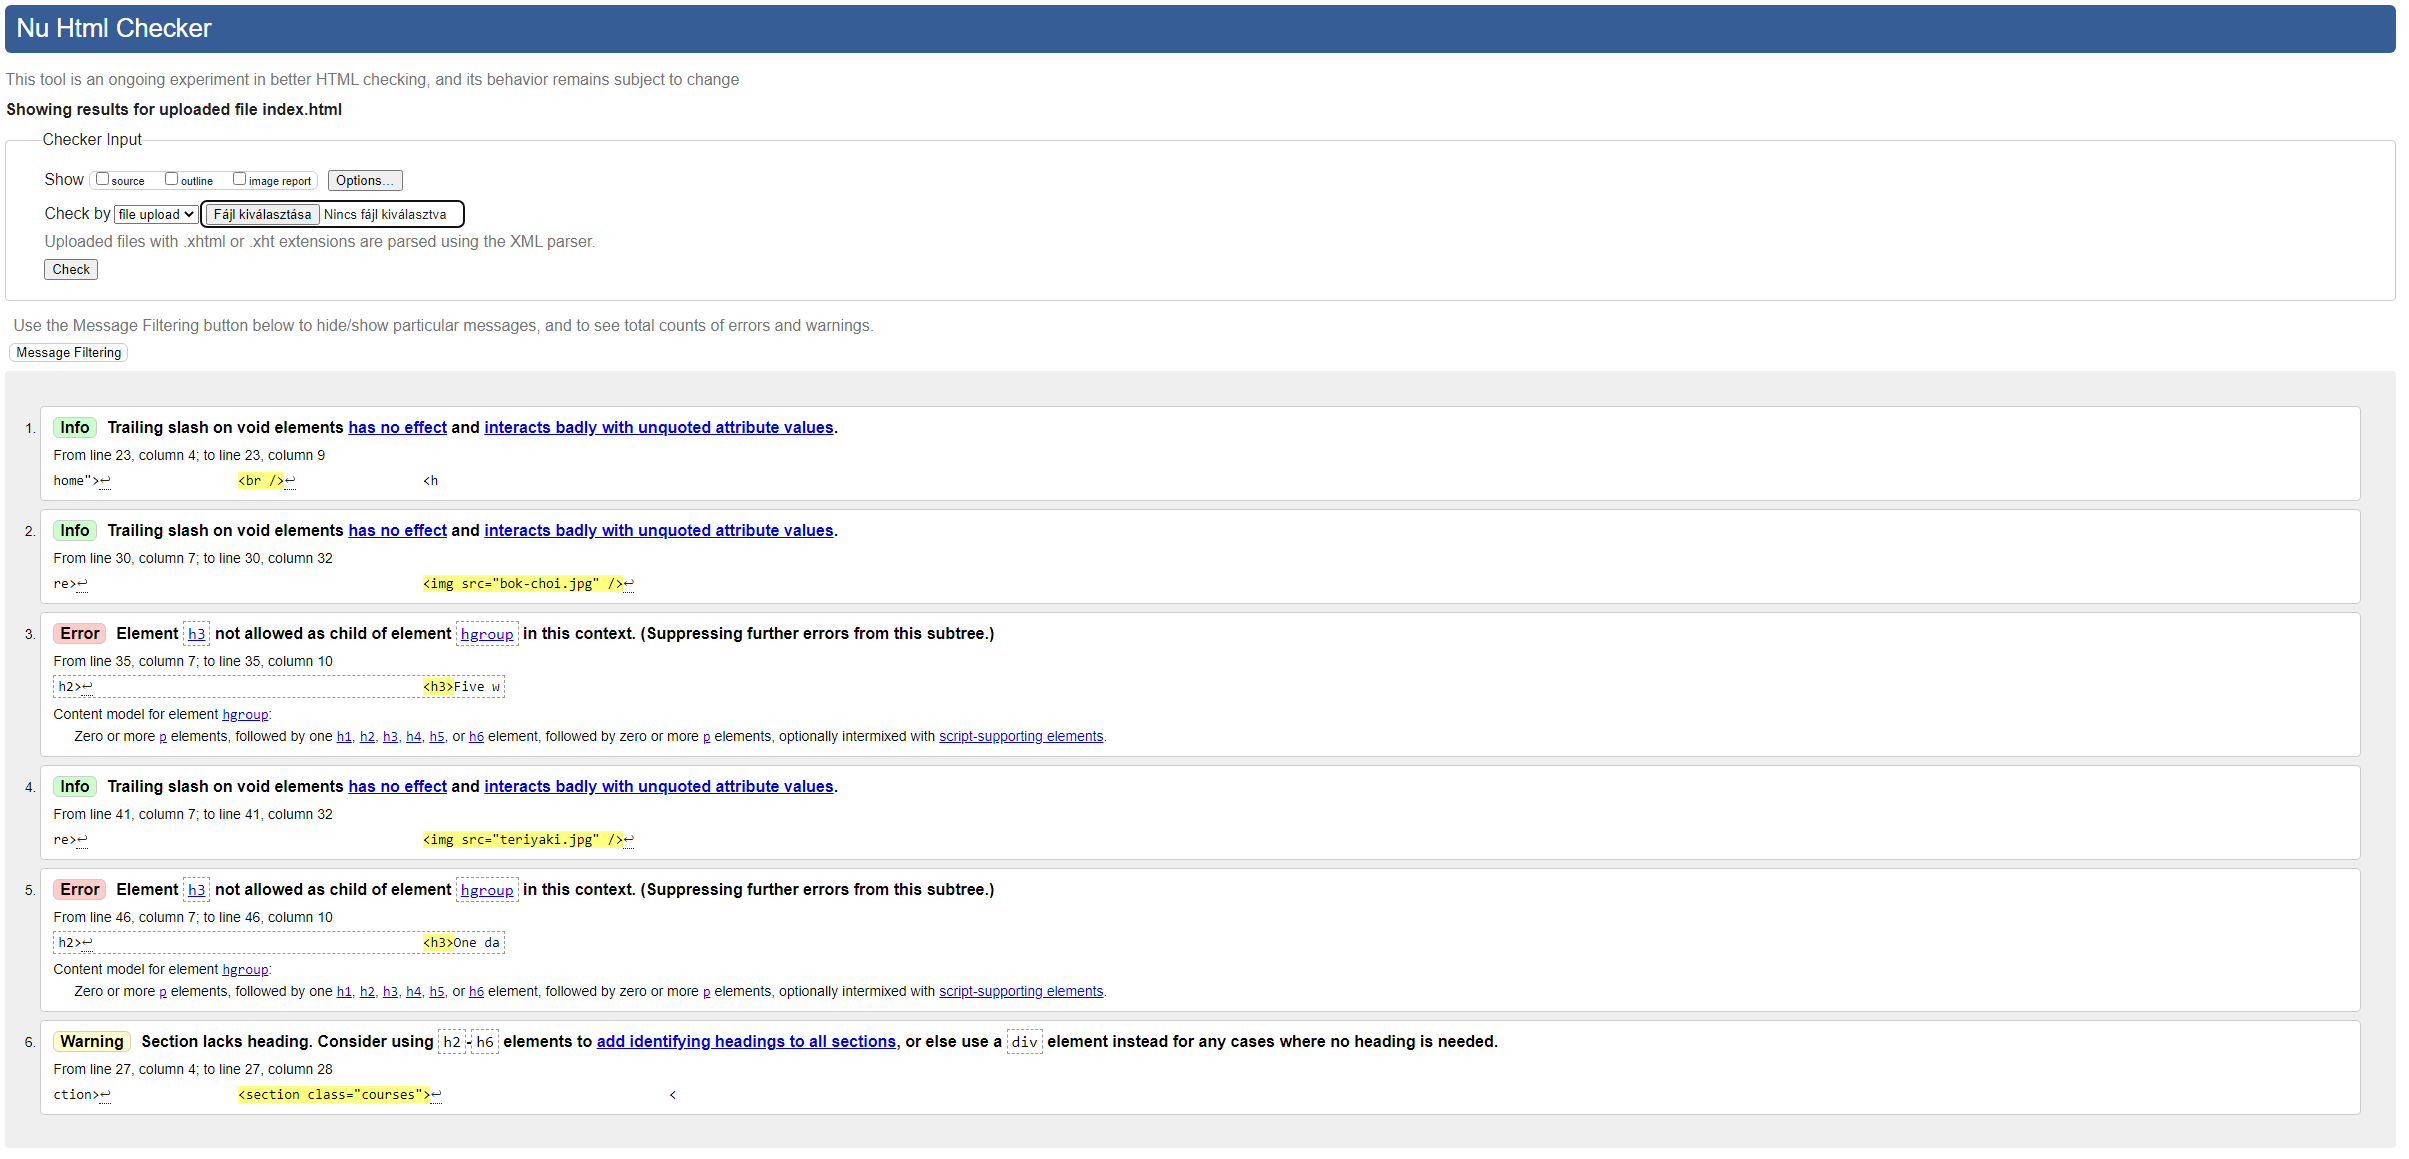 Nu Html Checker
This tool is an ongoing experiment in better HTML checking, and its behavior remains subject to change
Showing results for uploaded file index.html
Checker Input
Show source outline image report Options...
Check by file upload Fájl kiválasztása Nincs fájl kiválasztva
Uploaded files with .xhtml or .xht extensions are parsed using the XML parser.
Check
Use the Message Filtering button below to hide/show particular messages, and to see total counts of errors and warnings.
Message Filtering
1. Info Trailing slash on void elements has no effect and interacts badly with unquoted attribute values.
From line 23, column 4; to line 23, column 9
home">↩ <br />↩ <h
2. Info Trailing slash on void elements has no effect and interacts badly with unquoted attribute values.
From line 30, column 7; to line 30, column 32
re>↩ <img src="bok-choi.jpg" />↩
3. Error Element h3 not allowed as child of element hgroup in this context. (Suppressing further errors from this subtree.)
From line 35, column 7; to line 35, column 10
h2>↩ <h3>Five w
Content model for element hgroup:
Zero or more p elements, followed by one h1, h2, h3, h4, h5, or h6 element, followed by zero or more p elements, optionally intermixed with script-supporting elements.
4. Info Trailing slash on void elements has no effect and interacts badly with unquoted attribute values.
From line 41, column 7; to line 41, column 32
re>↩ <img src="teriyaki.jpg" />↩
5. Error Element h3 not allowed as child of element hgroup in this context. (Suppressing further errors from this subtree.)
From line 46, column 7; to line 46, column 10
h2>↩ <h3>One da
Content model for element hgroup:
Zero or more p elements, followed by one h1, h2, h3, h4, h5, or h6 element, followed by zero or more p elements, optionally intermixed with script-supporting elements.
6. Warning Section lacks heading. Consider using h2-h6 elements to add identifying headings to all sections, or else use a div element instead for any cases where no heading is needed.
From line 27, column 4; to line 27, column 28
ction>↩ <section class="courses">↩ <